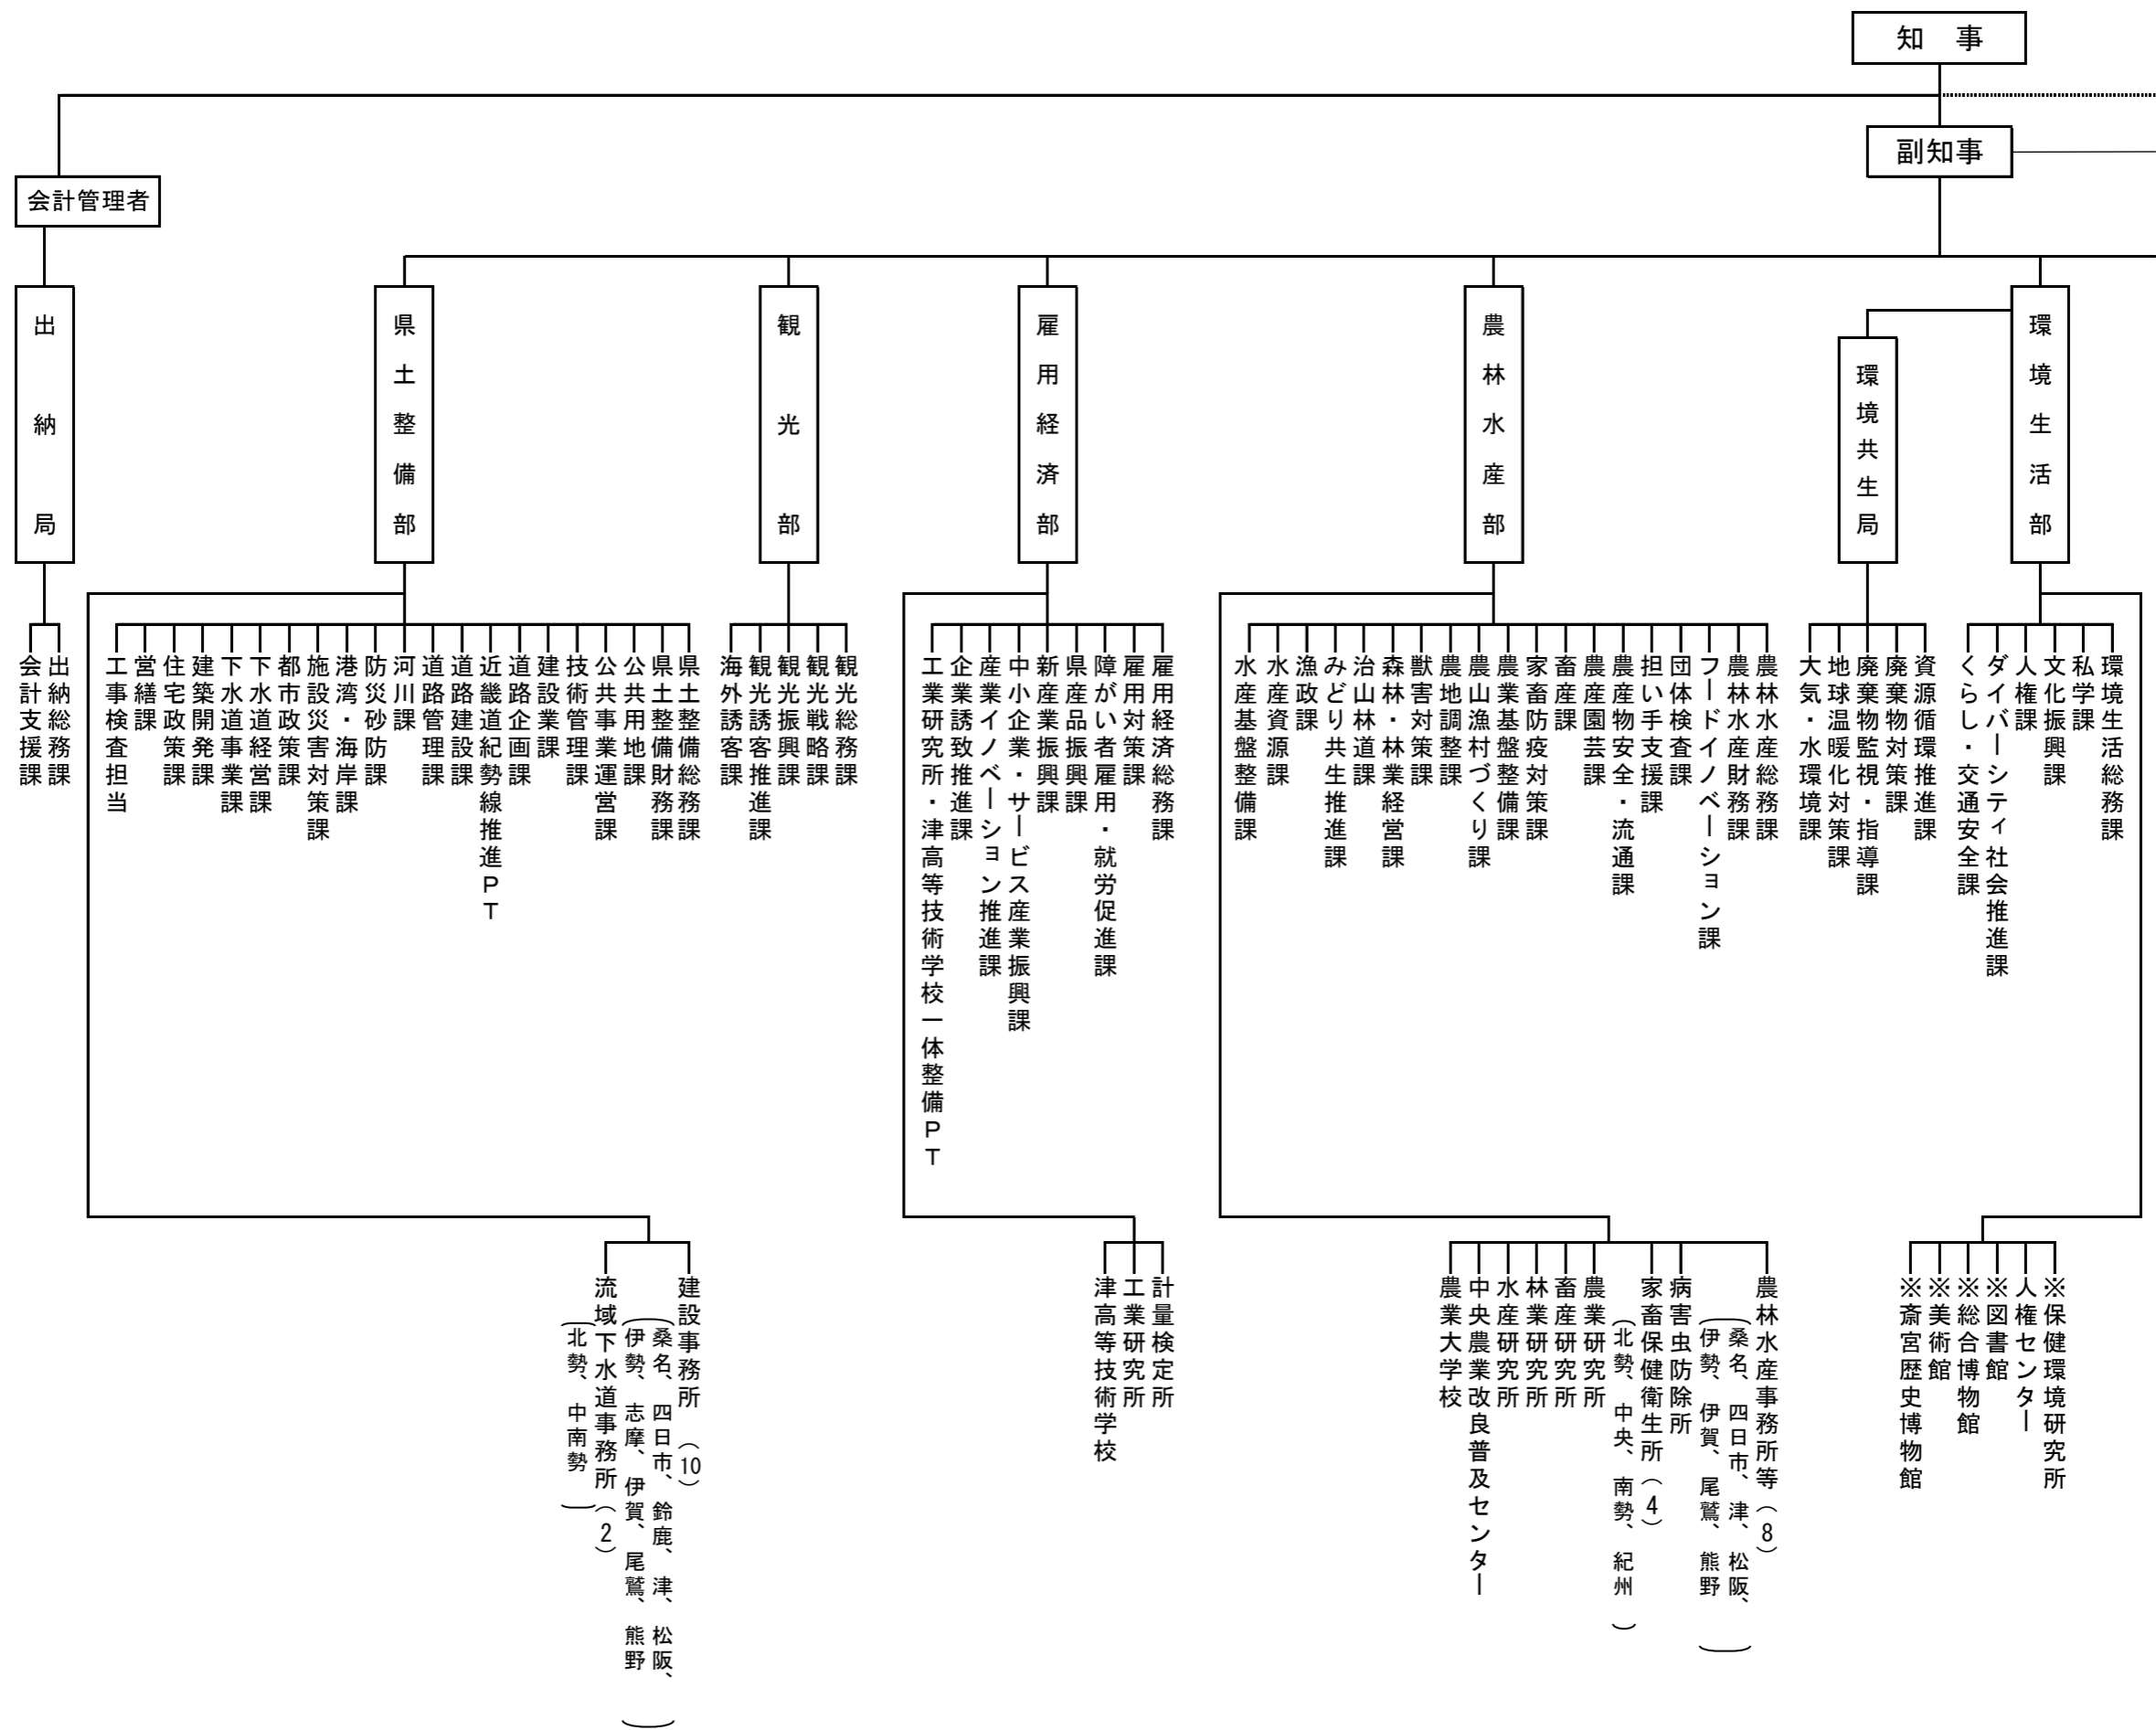 知　事
副知事
会計管理者
環境生活部
環境共生局
農林水産部
雇用経済部
観光部
県土整備部
出納局
環境生活総務課
私学課
文化振興課
人権課
ダイバーシティ社会推進課
くらし・交通安全課
資源循環推進課
廃棄物対策課
廃棄物監視・指導課
地球温暖化対策課
大気・水環境課
農林水産総務課
農林水産財務課
フードイノベーション課
団体検査課
担い手支援課
農産物安全・流通課
農産園芸課
畜産課
家畜防疫対策課
農業基盤整備課
農山漁村づくり課
農地調整課
獣害対策課
森林・林業経営課
治山林道課
みどり共生推進課
漁政課
水産資源課
水産基盤整備課
雇用経済総務課
雇用対策課
障がい者雇用・就労促進課
県産品振興課
新産業振興課
中小企業・サービス産業振興課
産業イノベーション推進課
企業誘致推進課
工業研究所・津高等技術学校一体整備ＰＴ
観光総務課
観光戦略課
観光振興課
観光誘客推進課
海外誘客課
県土整備総務課
県土整備財務課
公共用地課
公共事業運営課
技術管理課
建設業課
道路企画課
近畿道紀勢線推進ＰＴ
道路建設課
道路管理課
河川課
防災砂防課
港湾・海岸課
施設災害対策課
都市政策課
下水道経営課
下水道事業課
建築開発課
住宅政策課
営繕課
工事検査担当
出納総務課
会計支援課
※保健環境研究所
人権センター
※図書館
※総合博物館
※美術館
※斎宮歴史博物館
農林水産事務所等（8）
（桑名、四日市、津、松阪、
伊勢、伊賀、尾鷲、熊野）
病害虫防除所
家畜保健衛生所（4）
（北勢、中央、南勢、紀州）
農業研究所
畜産研究所
林業研究所
水産研究所
中央農業改良普及センター
農業大学校
計量検定所
工業研究所
津高等技術学校
建設事務所（10）
（桑名、四日市、鈴鹿、津、松阪、
伊勢、志摩、伊賀、尾鷲、熊野）
流域下水道事務所（2）
（北勢、中南勢）